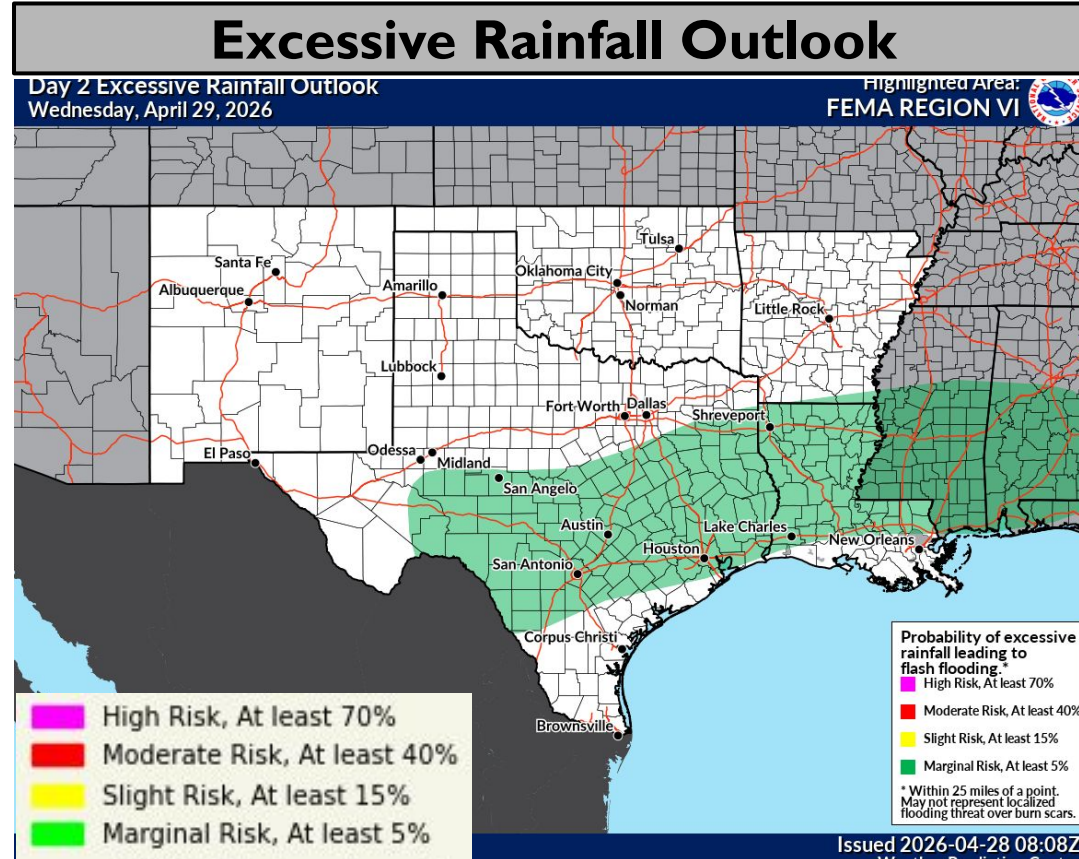 Excessive Rainfall Outlook
Day 2 Excessive Rainfall Outlook
Wednesday, April 29, 2026
Highlighted Area:
FEMA REGION VI
Tulsa
Santa Fe
Oklahoma City
Albuquerque
Amarillo
Norman
Little Rock
Lubbock
Fort Worth
Dallas
Shreveport
El Paso
Odessa
Midland
San Angelo
Austin
Lake Charles
New Orleans
Houston
San Antonio
Corpus Christi
Brownsville
Probability of excessive
rainfall leading to
flash flooding.*
High Risk, At least 70%
Moderate Risk, At least 40%
Slight Risk, At least 15%
Marginal Risk, At least 5%
* Within 25 miles of a point.
May not represent localized
flooding threat over burn scars.
High Risk, At least 70%
Moderate Risk, At least 40%
Slight Risk, At least 15%
Marginal Risk, At least 5%
Issued 2026-04-28 08:08Z
Weather Prediction Center